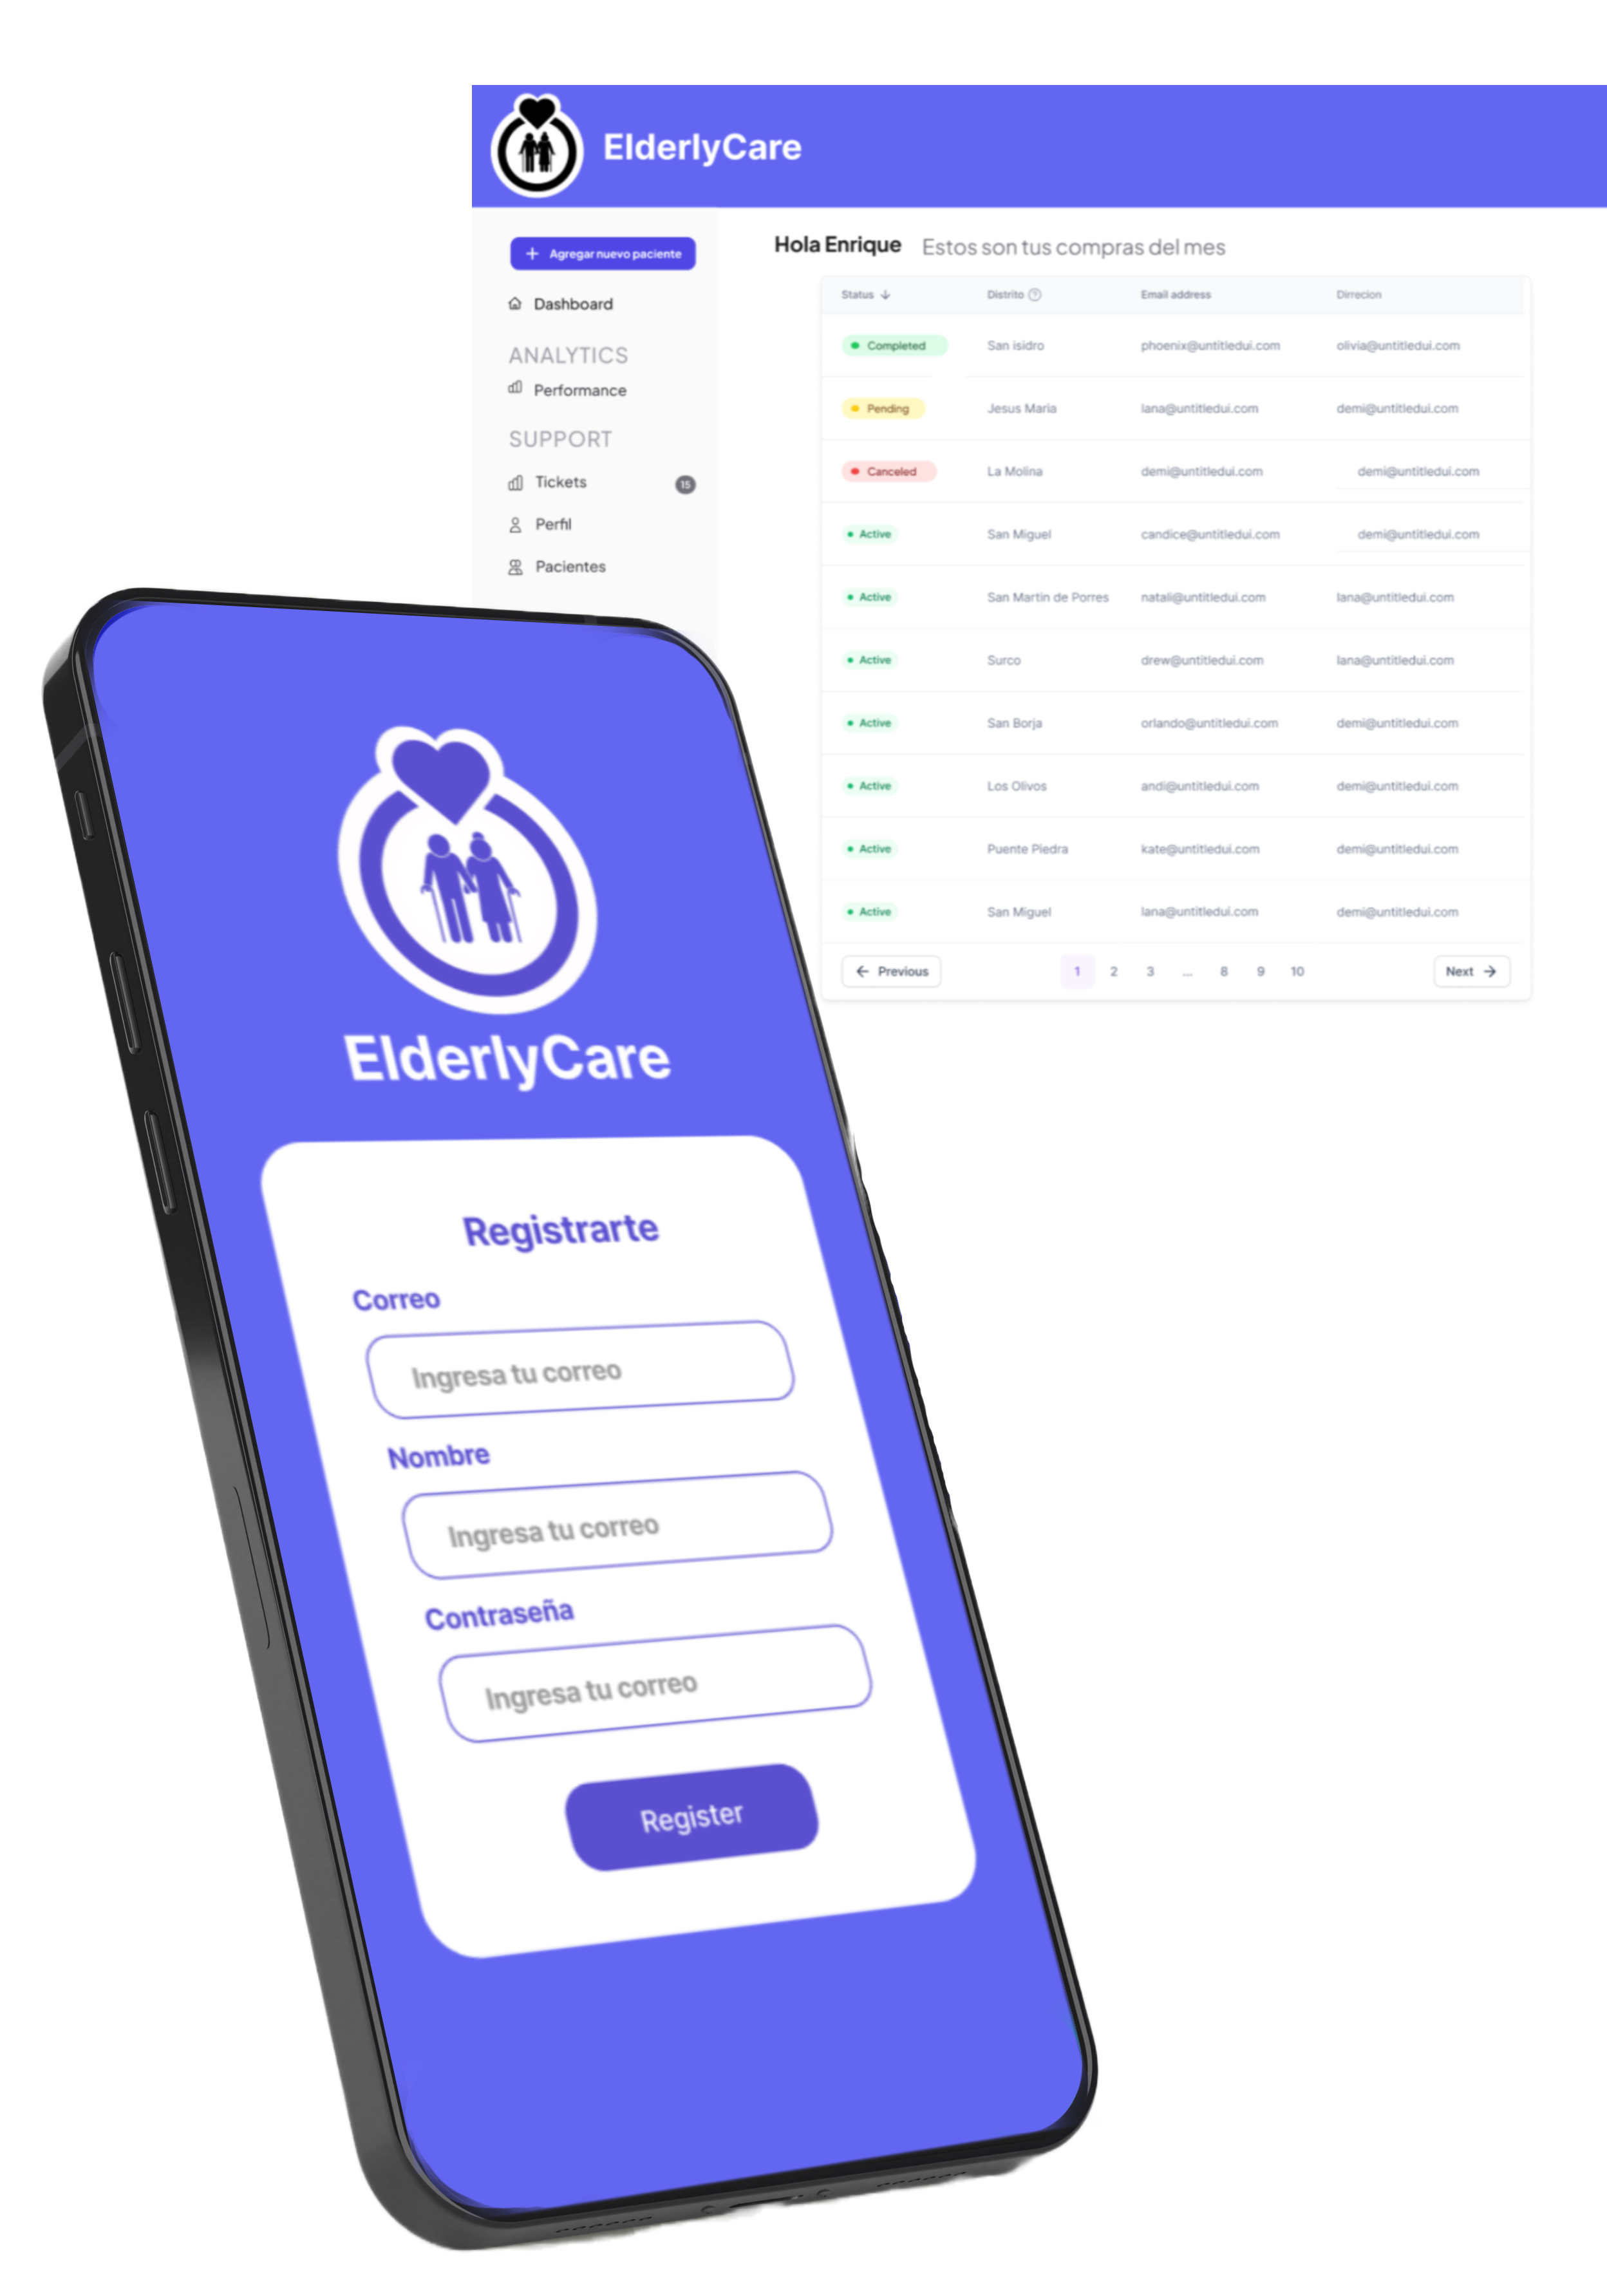 ElderlyCare
+ Agregar nuevo paciente
Dashboard
ANALYTICS
Performance
SUPPORT
Tickets 15
Perfil
Pacientes
Hola Enrique Estos son tus compras del mes
Status Distrito Email address Dirrecion
Completed San isidro phoenix@untitledui.com olivia@untitledui.com
Pending Jesus Maria lana@untitledui.com demi@untitledui.com
Canceled La Molina demi@untitledui.com demi@untitledui.com
Active San Miguel candice@untitledui.com demi@untitledui.com
Active San Martin de Porres natali@untitledui.com lana@untitledui.com
Active Surco drew@untitledui.com lana@untitledui.com
Active San Borja orlando@untitledui.com demi@untitledui.com
Active Los Olivos andi@untitledui.com demi@untitledui.com
Active Puente Piedra kate@untitledui.com demi@untitledui.com
Active San Miguel lana@untitledui.com demi@untitledui.com
← Previous 1 2 3 ... 8 9 10 Next →
ElderlyCare
Registrarte
Correo
Ingresa tu correo
Nombre
Ingresa tu correo
Contraseña
Ingresa tu correo
Register